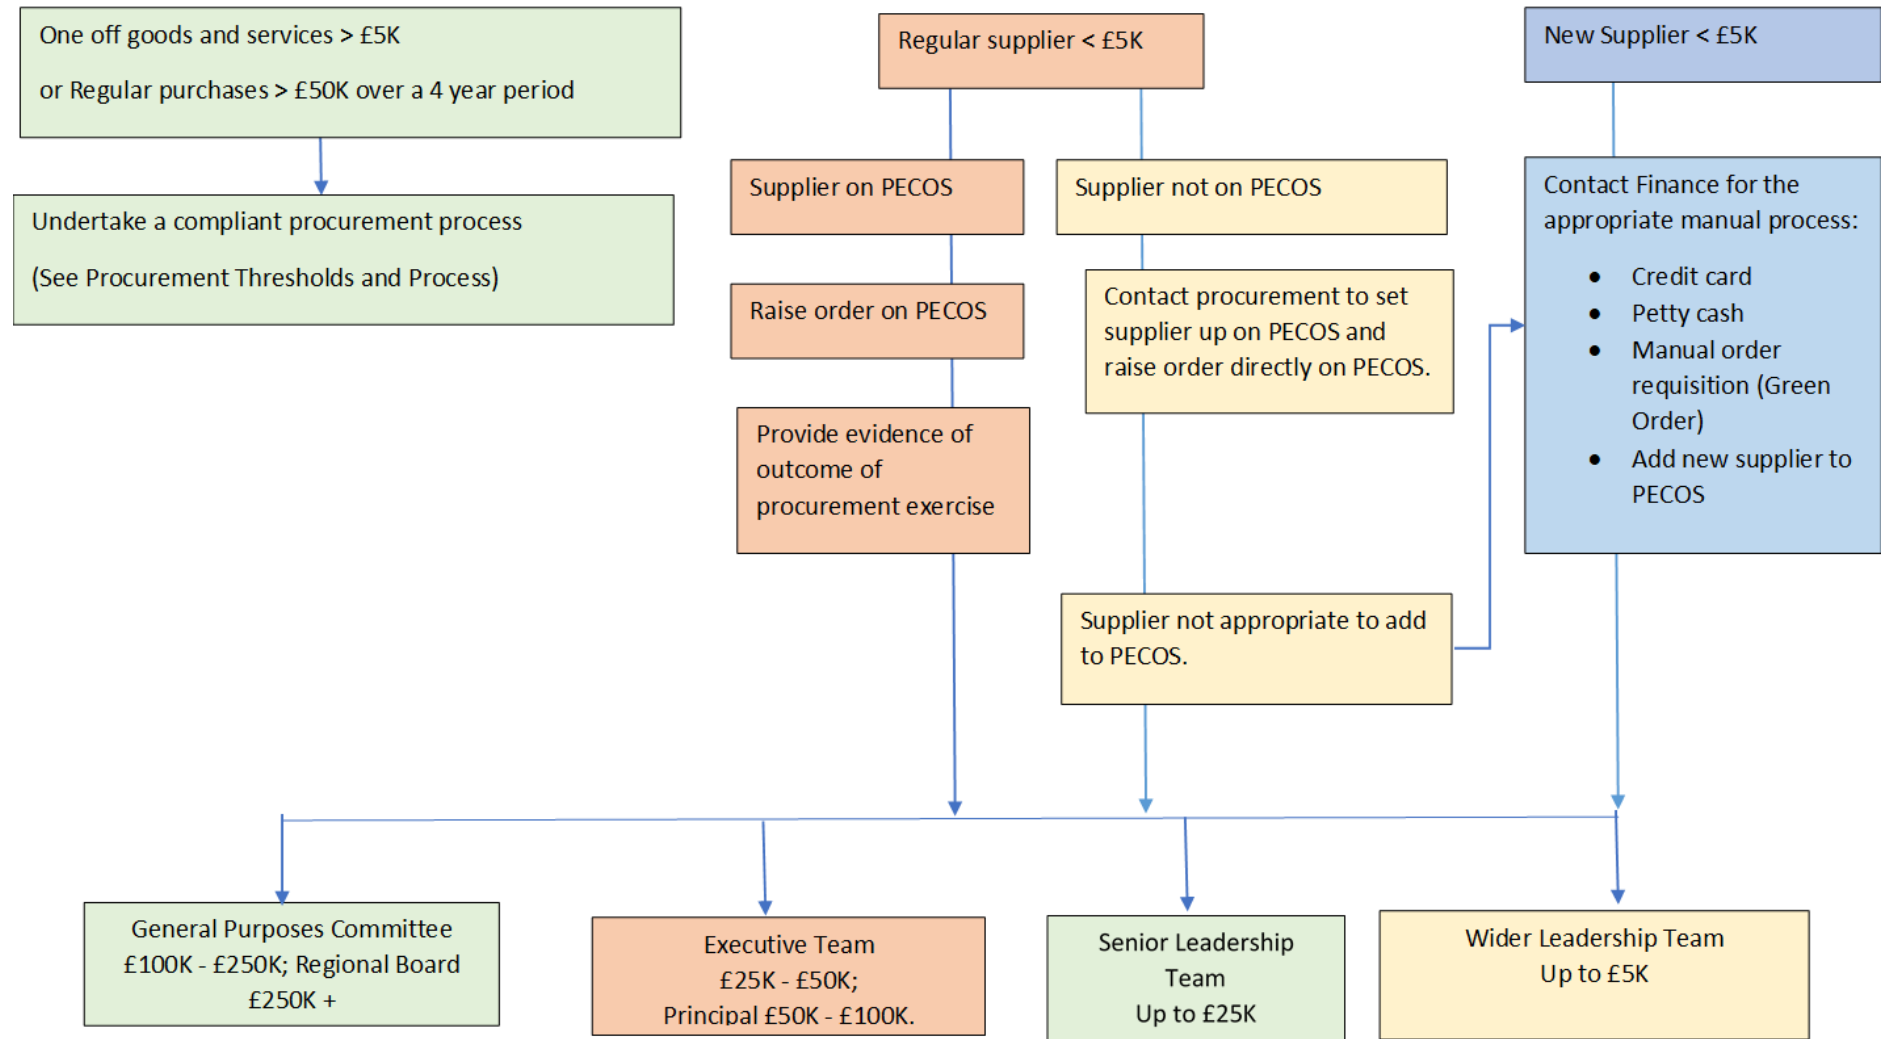 One off goods and services > £5K
or Regular purchases > £50K over a 4 year period
Undertake a compliant procurement process
(See Procurement Thresholds and Process)
Regular supplier < £5K
Supplier on PECOS
Raise order on PECOS
Provide evidence of
outcome of
procurement exercise
Supplier not on PECOS
Contact procurement to set
supplier up on PECOS and
raise order directly on PECOS.
Supplier not appropriate to add
to PECOS.
New Supplier < £5K
Contact Finance for the
appropriate manual process:
● Credit card
● Petty cash
● Manual order
requisition (Green
Order)
● Add new supplier to
PECOS
General Purposes Committee
£100K - £250K; Regional Board
£250K +
Executive Team
£25K - £50K;
Principal £50K - £100K.
Senior Leadership
Team
Up to £25K
Wider Leadership Team
Up to £5K